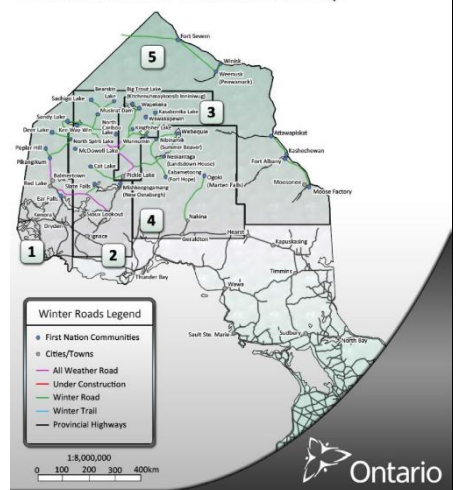 Fort Severn
5
Winisk
Weenusk
(Peawanuck)
Bearskin
Lake
Big Trout Lake
(Kitchenuhmaykoosib Inninuwug)
Sachigo Lake
Wapekeka
3
Muskrat Dam
Kasabonika Lake
Wawakapewin
Sandy Lake
North
Caribou
Lake
Kingfisher Lake
Webequie
Attawapiskat
Deer Lake
Kee Way Win
Wunnumin
Nibinamik
(Summer Beaver)
North Spirit Lake
Kashechewan
Poplar Hill
McDowell Lake
Neskantaga
(Landsdown House)
Fort Albany
Pikangikum
Cat Lake
Eabametoong
(Fort Hope)
Ogoki
(Marten Falls)
Balmertown
Pickle Lake
Moosonee
Moose Factory
Red Lake
Slate Falls
Mishkeegogamang
(New Osnaburgh)
Ear Falls
Kenora
Sioux Lookout
4
Nakina
Dryden
Ignace
Geraldton
Hearst
Kapuskasing
1
2
Thunder Bay
Timmins
Wawa
Sault Ste. Marie
Sudbury
North Bay
Winter Roads Legend
First Nation Communities
Cities/Towns
All Weather Road
Under Construction
Winter Road
Winter Trail
Provincial Highways
1:8,000,000
0 100 200 300 400km
Ontario